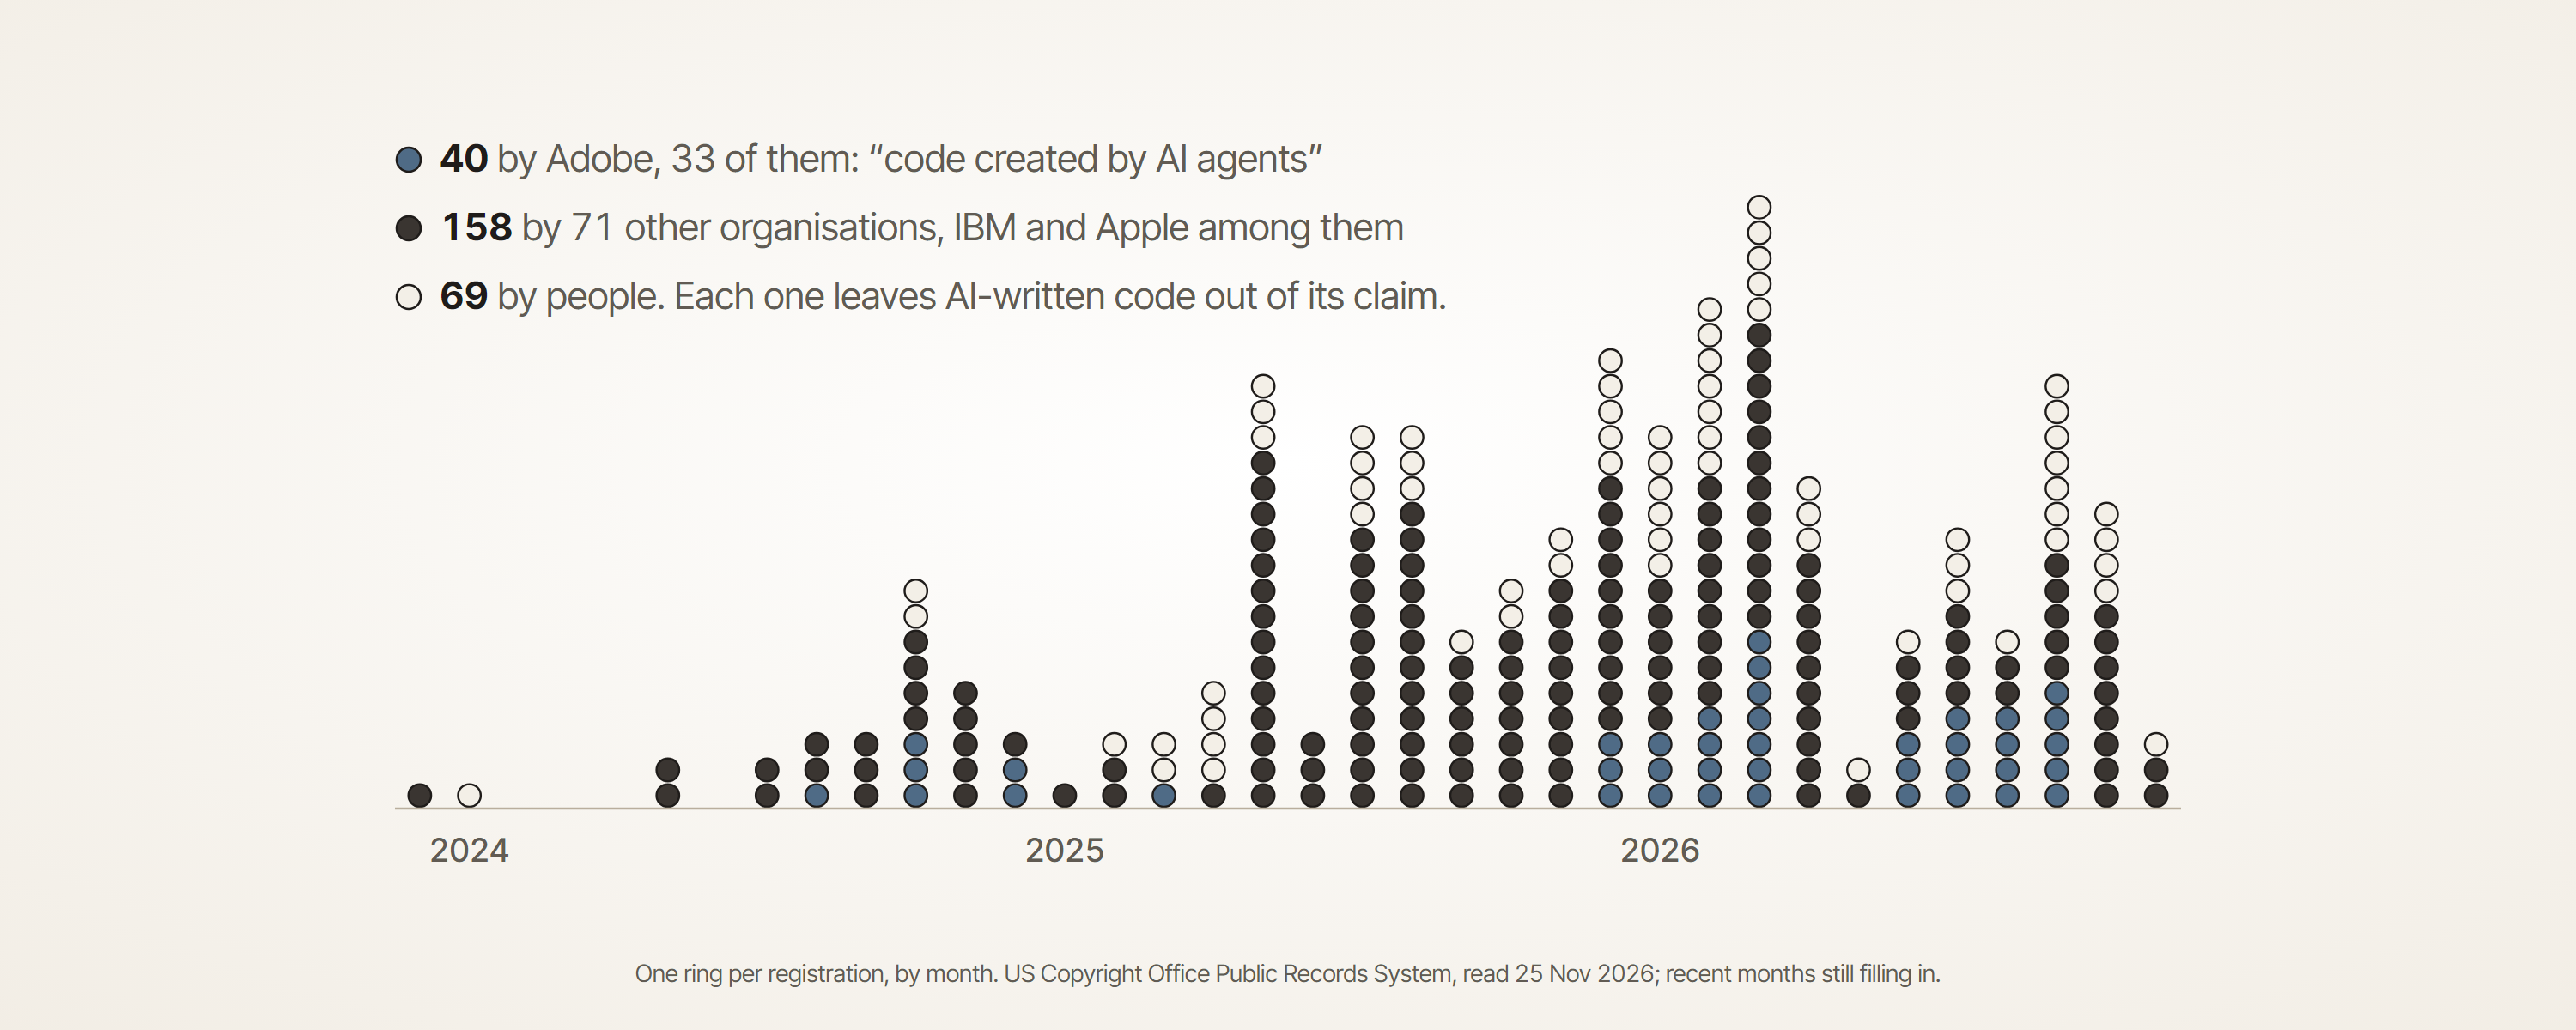 40 by Adobe, 33 of them: “code created by AI agents”
158 by 71 other organisations, IBM and Apple among them
69 by people. Each one leaves AI-written code out of its claim.
2024
2025
2026
One ring per registration, by month. US Copyright Office Public Records System, read 25 Nov 2026; recent months still filling in.